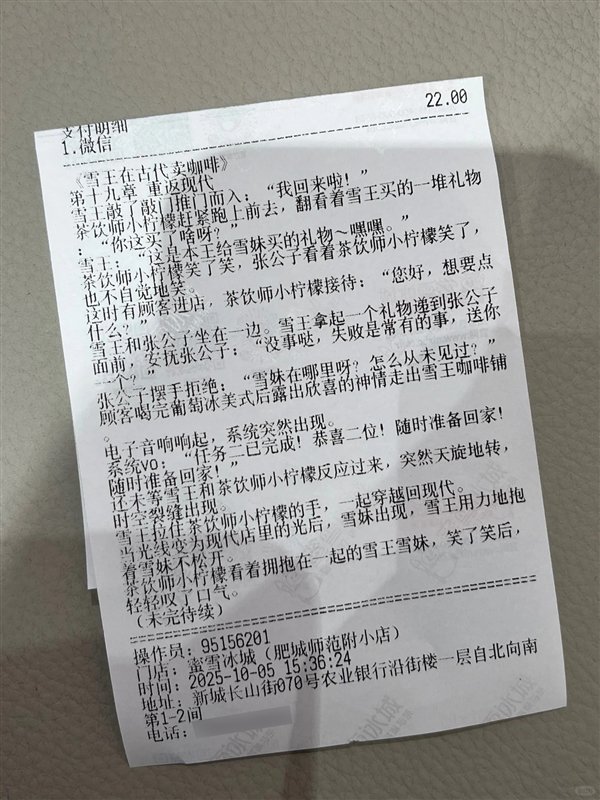 22.00
支付明细
1.微信
《雪王在古代卖咖啡》
第十九章 重返现代
雪王敲了敲门推门而入：“我回来啦！”
茶饮师小柠檬赶紧跑上前去，翻看着雪王买的一堆礼物
：“你这买了啥呀？”
雪王：“这是本王给雪妹买的礼物～嘿嘿。”
茶饮师小柠檬笑了笑，张公子看着茶饮师小柠檬笑了，
也不自觉地笑。
这时有顾客进店，茶饮师小柠檬接待：“您好，想要点
什么？”
雪王和张公子坐在一边。雪王拿起一个礼物递到张公子
面前，安抚张公子：“没事哒，失败是常有的事，送你
一个？”
张公子摆手拒绝：“雪妹在哪里呀？怎么从未见过？”
顾客喝完葡萄冰美式后露出欣喜的神情走出雪王咖啡铺
。
电子音响响起，系统突然出现。
系统VO：“任务二已完成！恭喜二位！随时准备回家！
随时准备回家！”
还未等雪王和茶饮师小柠檬反应过来，突然天旋地转，
时空裂缝出现。
雪王拉住茶饮师小柠檬的手，一起穿越回现代。
当光线变为现代店里的光后，雪妹出现，雪王用力地抱
着雪妹不松开。
茶饮师小柠檬看着拥抱在一起的雪王雪妹，笑了笑后，
轻轻叹了口气。
（未完待续）
操作员：95156201
门店：蜜雪冰城（肥城师范附小店）
时间：2025-10-05 15:36:24
地址：新城长山街070号农业银行沿街楼一层自北向南
第1-2间
电话：